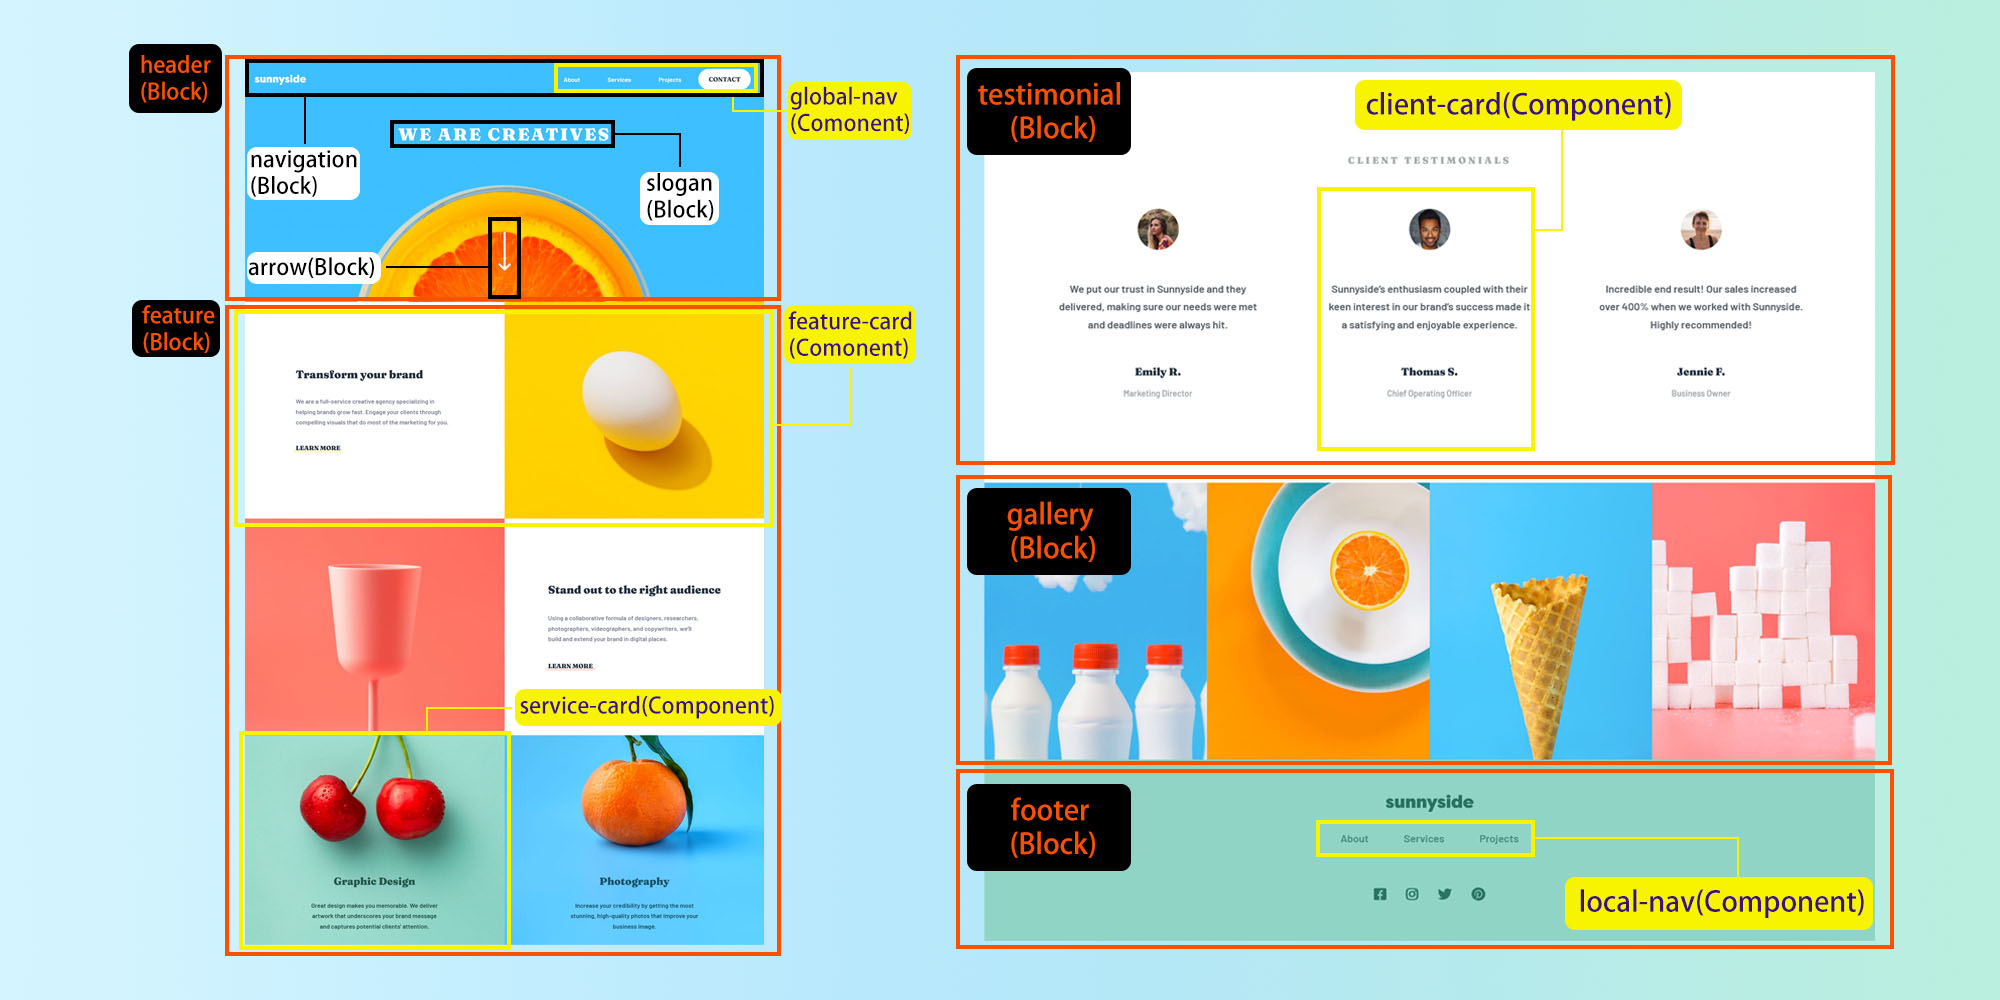 header
(Block)
sunnyside
About
Services
Projects
CONTACT
global-nav
(Comonent)
WE ARE CREATIVES
navigation
(Block)
slogan
(Block)
arrow(Block)
feature
(Block)
feature-card
(Comonent)
Transform your brand
We are a full-service creative agency specializing in
helping brands grow fast. Engage your clients through
compelling visuals that do most of the marketing for you.
LEARN MORE
Stand out to the right audience
Using a collaborative formula of designers, researchers,
photographers, videographers, and copywriters, we'll
build and extend your brand in digital places.
LEARN MORE
service-card(Component)
Graphic Design
Great design makes you memorable. We deliver
artwork that underscores your brand message
and captures potential clients' attention.
Photography
Increase your credibility by getting the most
stunning, high-quality photos that improve your
business image.
testimonial
(Block)
client-card(Component)
CLIENT TESTIMONIALS
We put our trust in Sunnyside and they
delivered, making sure our needs were met
and deadlines were always hit.
Emily R.
Marketing Director
Sunnyside's enthusiasm coupled with their
keen interest in our brand's success made it
a satisfying and enjoyable experience.
Thomas S.
Chief Operating Officer
Incredible end result! Our sales increased
over 400% when we worked with Sunnyside.
Highly recommended!
Jennie F.
Business Owner
gallery
(Block)
footer
(Block)
sunnyside
About
Services
Projects
local-nav(Component)